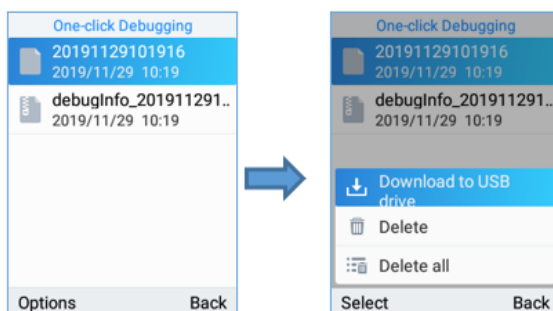 One-click Debugging
20191129101916
2019/11/29 10:19
debugInfo_201911291..
2019/11/29 10:19
Options Back
One-click Debugging
20191129101916
2019/11/29 10:19
debugInfo_201911291..
2019/11/29 10:19
Download to USB
drive
Delete
Delete all
Select Back